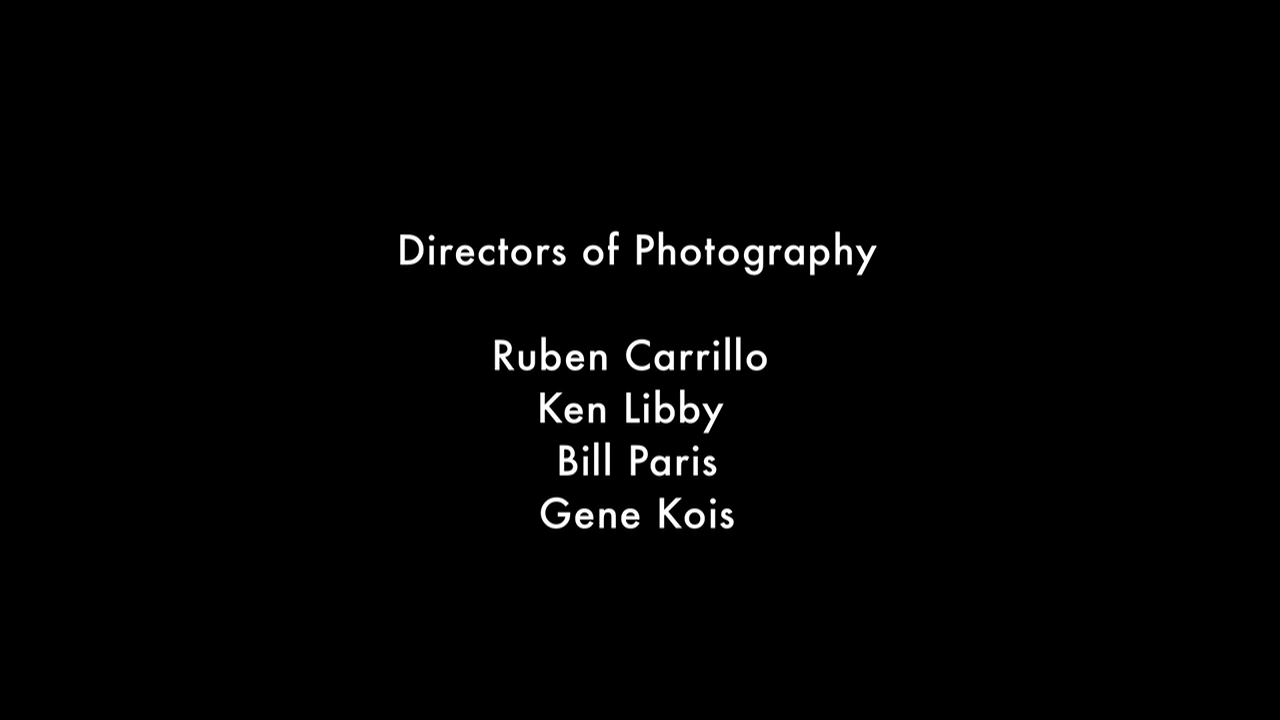 Directors of Photography
Ruben Carrillo
Ken Libby
Bill Paris
Gene Kois